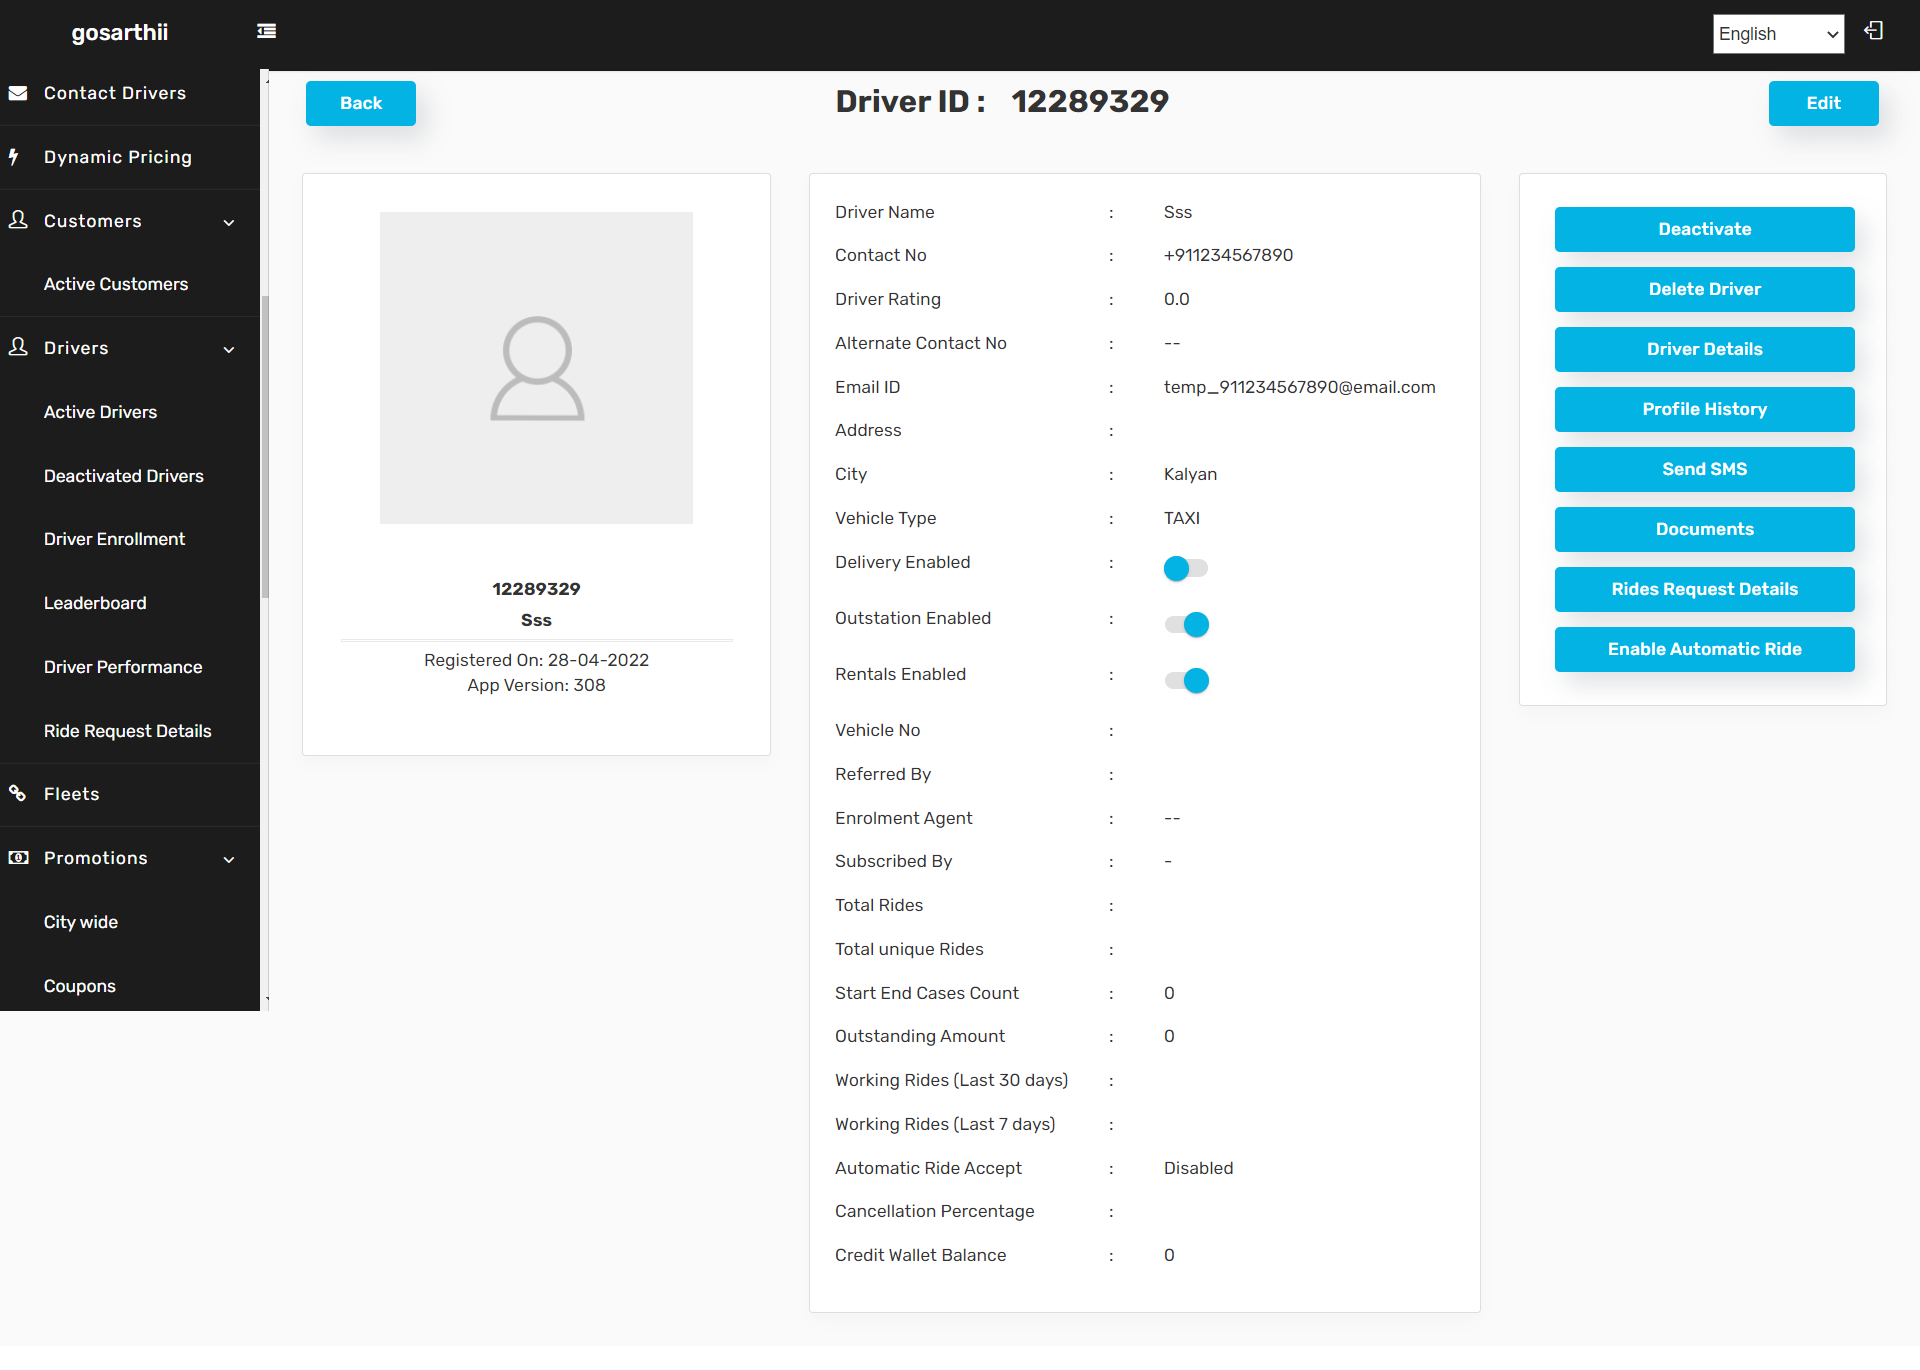 gosarthii
English
Contact Drivers
Dynamic Pricing
Customers
Active Customers
Drivers
Active Drivers
Deactivated Drivers
Driver Enrollment
Leaderboard
Driver Performance
Ride Request Details
Fleets
Promotions
City wide
Coupons
Back
Driver ID : 12289329
Edit
12289329
Sss
Registered On: 28-04-2022
App Version: 308
Driver Name : Sss
Contact No : +911234567890
Driver Rating : 0.0
Alternate Contact No : --
Email ID : temp_911234567890@email.com
Address :
City : Kalyan
Vehicle Type : TAXI
Delivery Enabled :
Outstation Enabled :
Rentals Enabled :
Vehicle No :
Referred By :
Enrolment Agent : --
Subscribed By : -
Total Rides :
Total unique Rides :
Start End Cases Count : 0
Outstanding Amount : 0
Working Rides (Last 30 days) :
Working Rides (Last 7 days) :
Automatic Ride Accept : Disabled
Cancellation Percentage :
Credit Wallet Balance : 0
Deactivate
Delete Driver
Driver Details
Profile History
Send SMS
Documents
Rides Request Details
Enable Automatic Ride